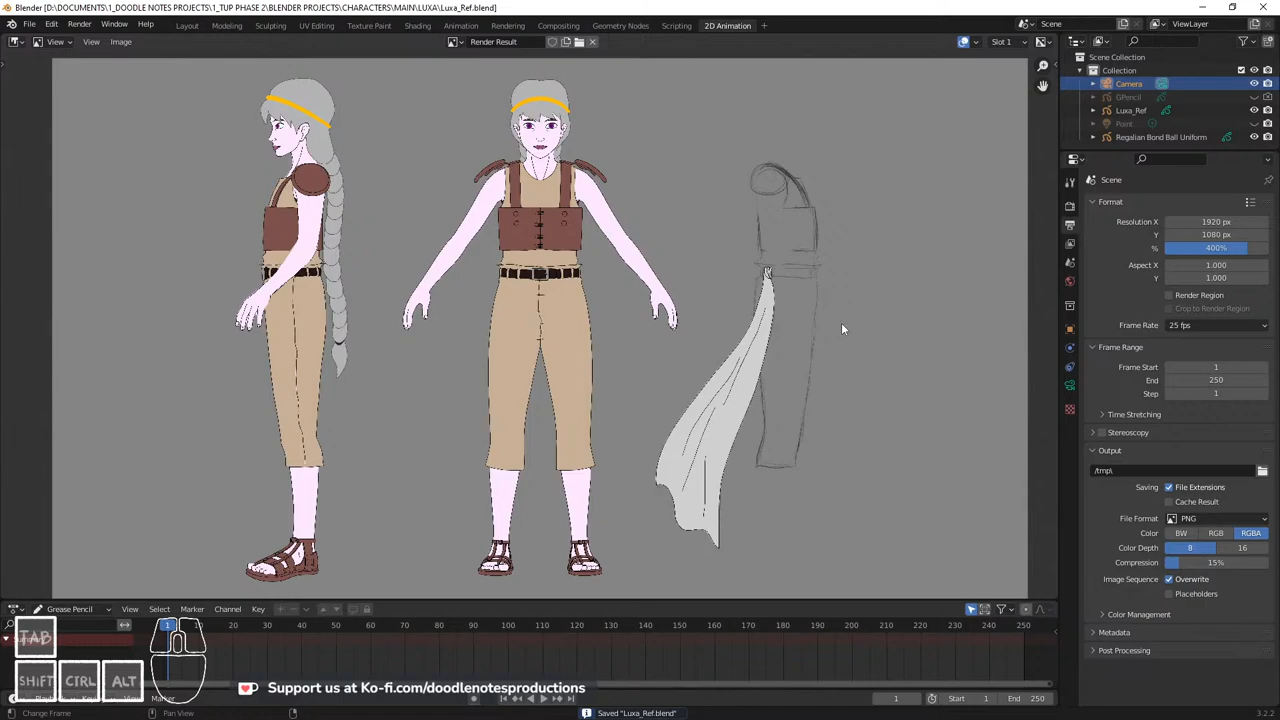 Blender [D:\DOCUMENTS\1_DOODLE NOTES PROJECTS\1_TUP PHASE 2\BLENDER PROJECTS\CHARACTERS\MAIN\LUXA\Luxa_Ref.blend]
File Edit Render Window Help Layout Modeling Sculpting UV Editing Texture Paint Shading Animation Rendering Compositing Geometry Nodes Scripting 2D Animation + Scene ViewLayer
View View Image Render Result Slot 1
Scene Collection
Collection
Camera
GPencil
Luxa_Ref
Point
Regalian Bond Ball Uniform
Scene
Format
Resolution X 1920 px
Y 1080 px
% 400%
Aspect X 1.000
Y 1.000
Render Region
Crop to Render Region
Frame Rate 25 fps
Frame Range
Frame Start 1
End 250
Step 1
Time Stretching
Stereoscopy
Output
/tmp\
Saving File Extensions
Cache Result
File Format PNG
Color BW RGB RGBA
Color Depth 8 16
Compression 15%
Image Sequence Overwrite
Placeholders
Color Management
Metadata
Post Processing
Grease Pencil View Select Marker Channel Key
1 20 30 40 50 60 70 80 90 100 110 120 130 140 150 160 170 180 190 200 210 220 230 240 250
TAB
SHIFT CTRL ALT
Support us at Ko-fi.com/doodlenotesproductions
Marker
1 Start 1 End 250
Change Frame Pan View Saved "Luxa_Ref.blend" 3.2.2